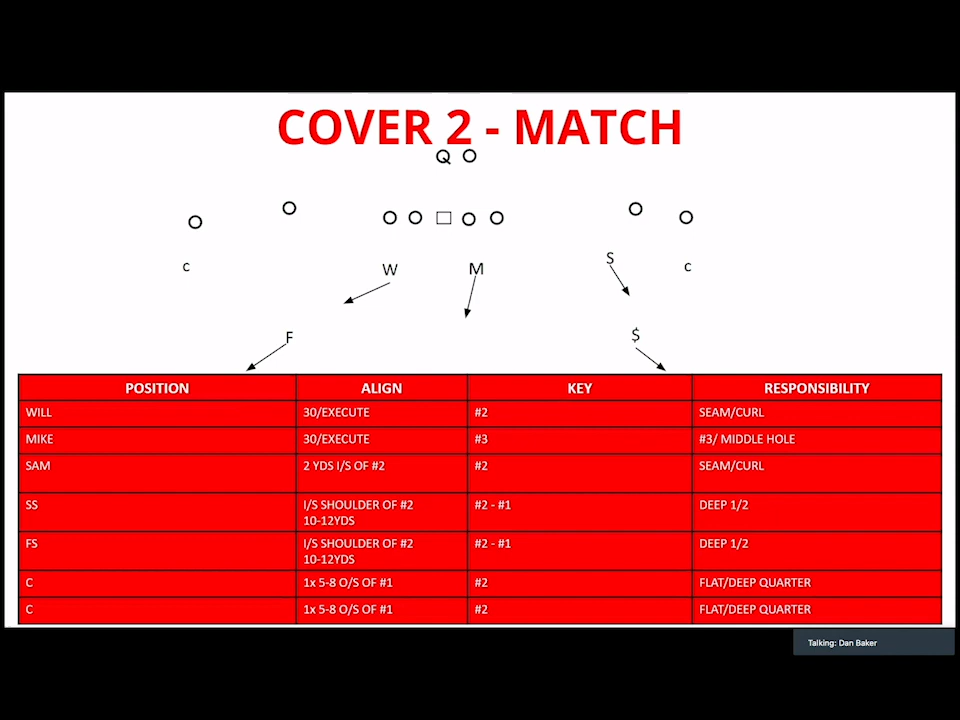 COVER 2 - MATCH
Q O
O O O O □ O O O O
C W M S C
F $
POSITION ALIGN KEY RESPONSIBILITY
WILL 30/EXECUTE #2 SEAM/CURL
MIKE 30/EXECUTE #3 #3/ MIDDLE HOLE
SAM 2 YDS I/S OF #2 #2 SEAM/CURL
SS I/S SHOULDER OF #2 #2 - #1 DEEP 1/2
10-12YDS
FS I/S SHOULDER OF #2 #2 - #1 DEEP 1/2
10-12YDS
C 1x 5-8 O/S OF #1 #2 FLAT/DEEP QUARTER
C 1x 5-8 O/S OF #1 #2 FLAT/DEEP QUARTER
Talking: Dan Baker